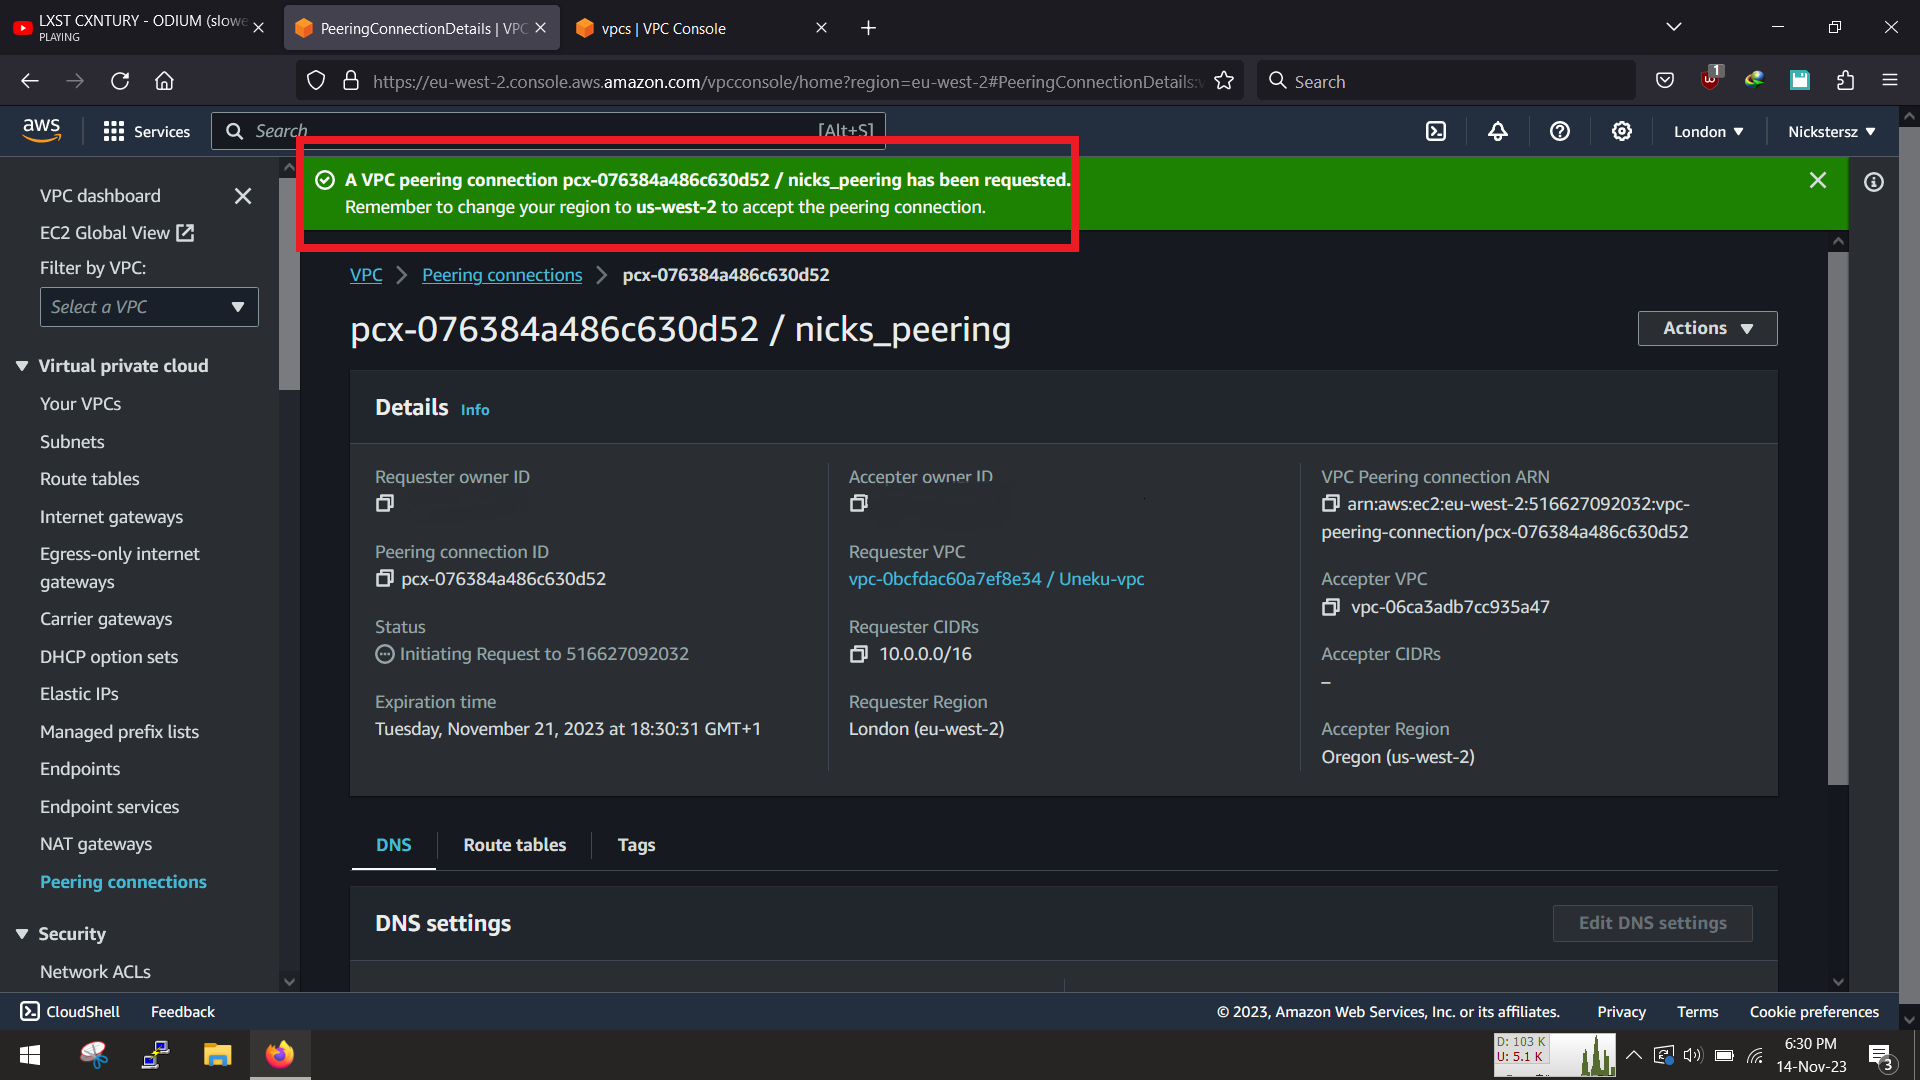 LXST CXNTURY - ODIUM (slowe
PLAYING
PeeringConnectionDetails | VPC
vpcs | VPC Console
https://eu-west-2.console.aws.amazon.com/vpcconsole/home?region=eu-west-2#PeeringConnectionDetails:v
Search
1
aws
Services
Search
[Alt+S]
London
Nickstersz
A VPC peering connection pcx-076384a486c630d52 / nicks_peering has been requested.
Remember to change your region to us-west-2 to accept the peering connection.
VPC dashboard
EC2 Global View
Filter by VPC:
Select a VPC
Virtual private cloud
Your VPCs
Subnets
Route tables
Internet gateways
Egress-only internet
gateways
Carrier gateways
DHCP option sets
Elastic IPs
Managed prefix lists
Endpoints
Endpoint services
NAT gateways
Peering connections
Security
Network ACLs
VPC
Peering connections
pcx-076384a486c630d52
pcx-076384a486c630d52 / nicks_peering
Actions
Details Info
Requester owner ID
Peering connection ID
pcx-076384a486c630d52
Status
Initiating Request to 516627092032
Expiration time
Tuesday, November 21, 2023 at 18:30:31 GMT+1
Accepter owner ID
Requester VPC
vpc-0bcfdac60a7ef8e34 / Uneku-vpc
Requester CIDRs
10.0.0.0/16
Requester Region
London (eu-west-2)
VPC Peering connection ARN
arn:aws:ec2:eu-west-2:516627092032:vpc-
peering-connection/pcx-076384a486c630d52
Accepter VPC
vpc-06ca3adb7cc935a47
Accepter CIDRs
–
Accepter Region
Oregon (us-west-2)
DNS
Route tables
Tags
DNS settings
Edit DNS settings
CloudShell
Feedback
© 2023, Amazon Web Services, Inc. or its affiliates.
Privacy
Terms
Cookie preferences
D: 103 K
U: 5.1 K
6:30 PM
14-Nov-23
3